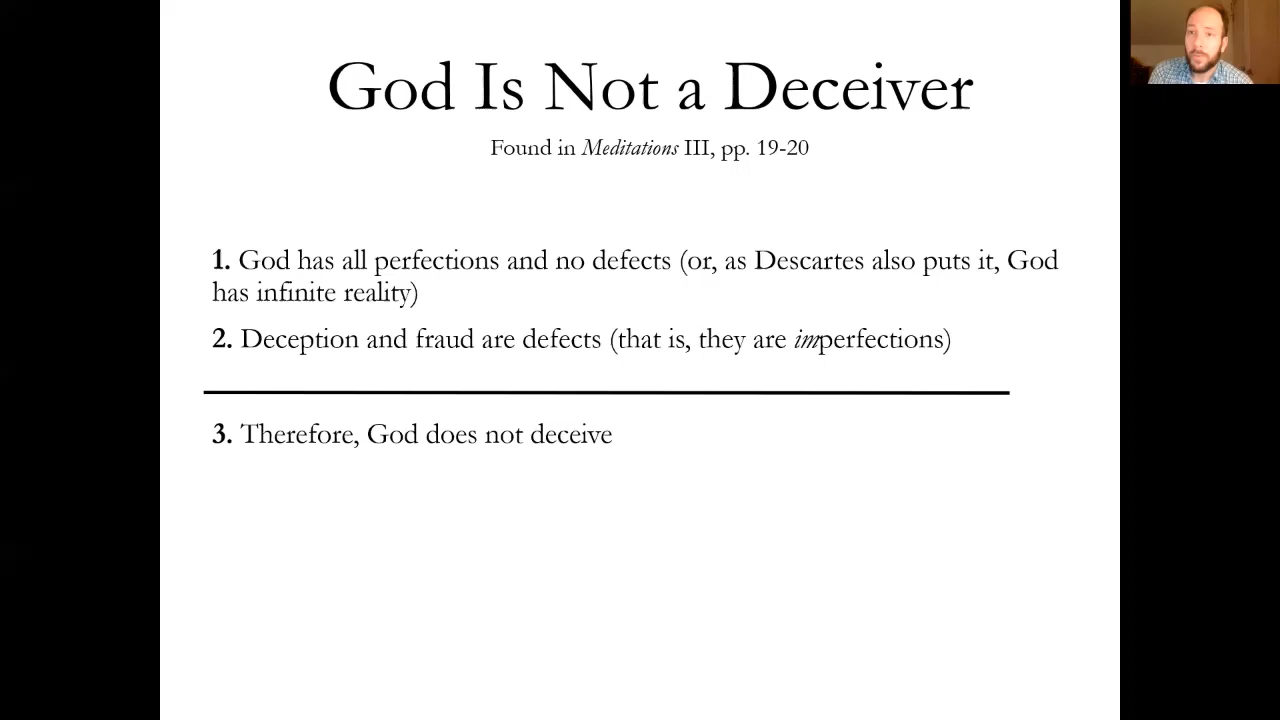 God Is Not a Deceiver
Found in Meditations III, pp. 19-20
1. God has all perfections and no defects (or, as Descartes also puts it, God
has infinite reality)
2. Deception and fraud are defects (that is, they are imperfections)
3. Therefore, God does not deceive